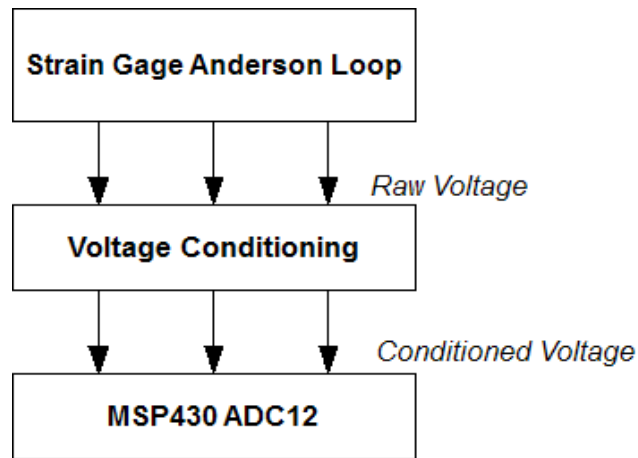 Strain Gage Anderson Loop
Raw Voltage
Voltage Conditioning
Conditioned Voltage
MSP430 ADC12